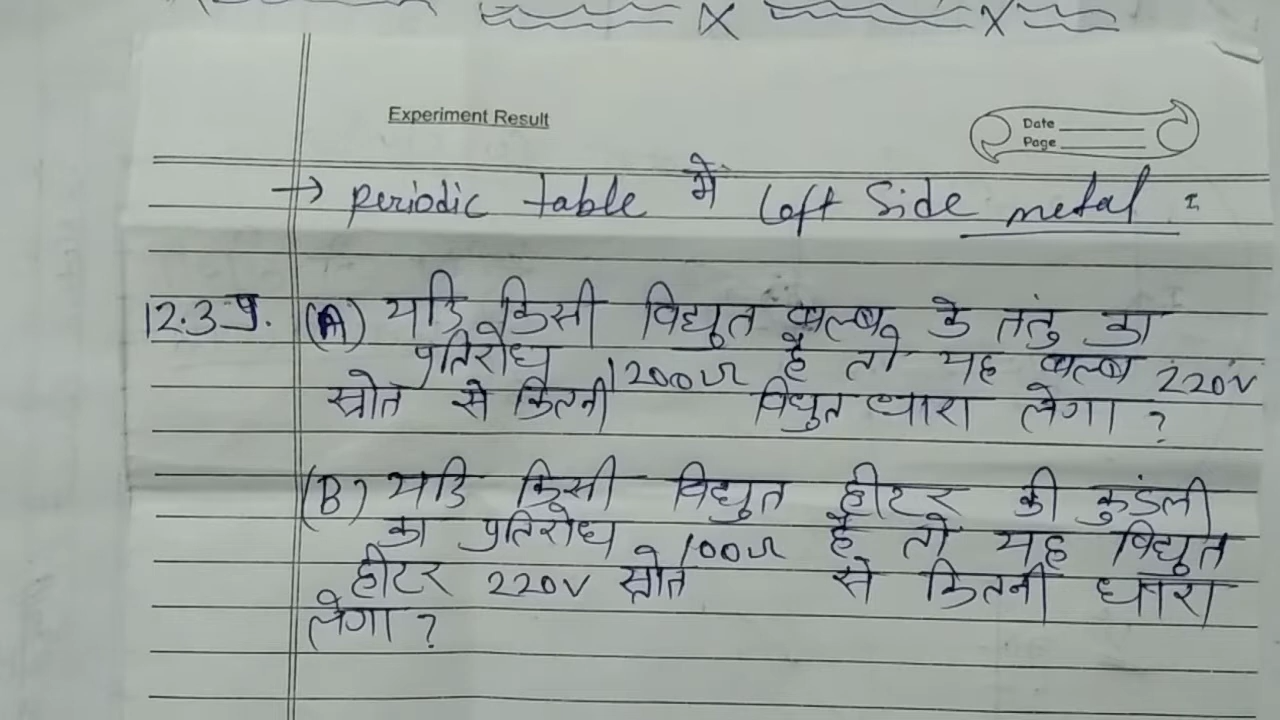 Experiment Result
Date
Page
→ Periodic table में Left Side metal :
12.3 प्र. (A) यदि किसी विद्युत बल्ब के तंतु का
प्रतिरोध 1200Ω है तो यह बल्ब 220V
स्रोत से कितनी विद्युत धारा लेगा ?
(B) यदि किसी विद्युत हीटर की कुंडली
का प्रतिरोध 100Ω है तो यह विद्युत
हीटर 220V स्रोत से कितनी धारा
लेगा ?